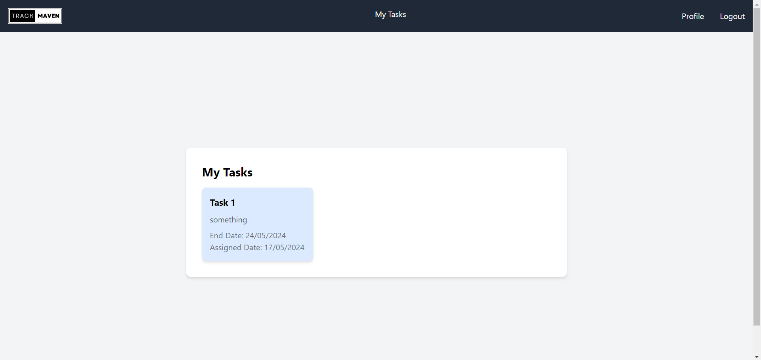 TRACK MAVEN
My Tasks
Profile
Logout
My Tasks
Task 1
something
End Date: 24/05/2024
Assigned Date: 17/05/2024